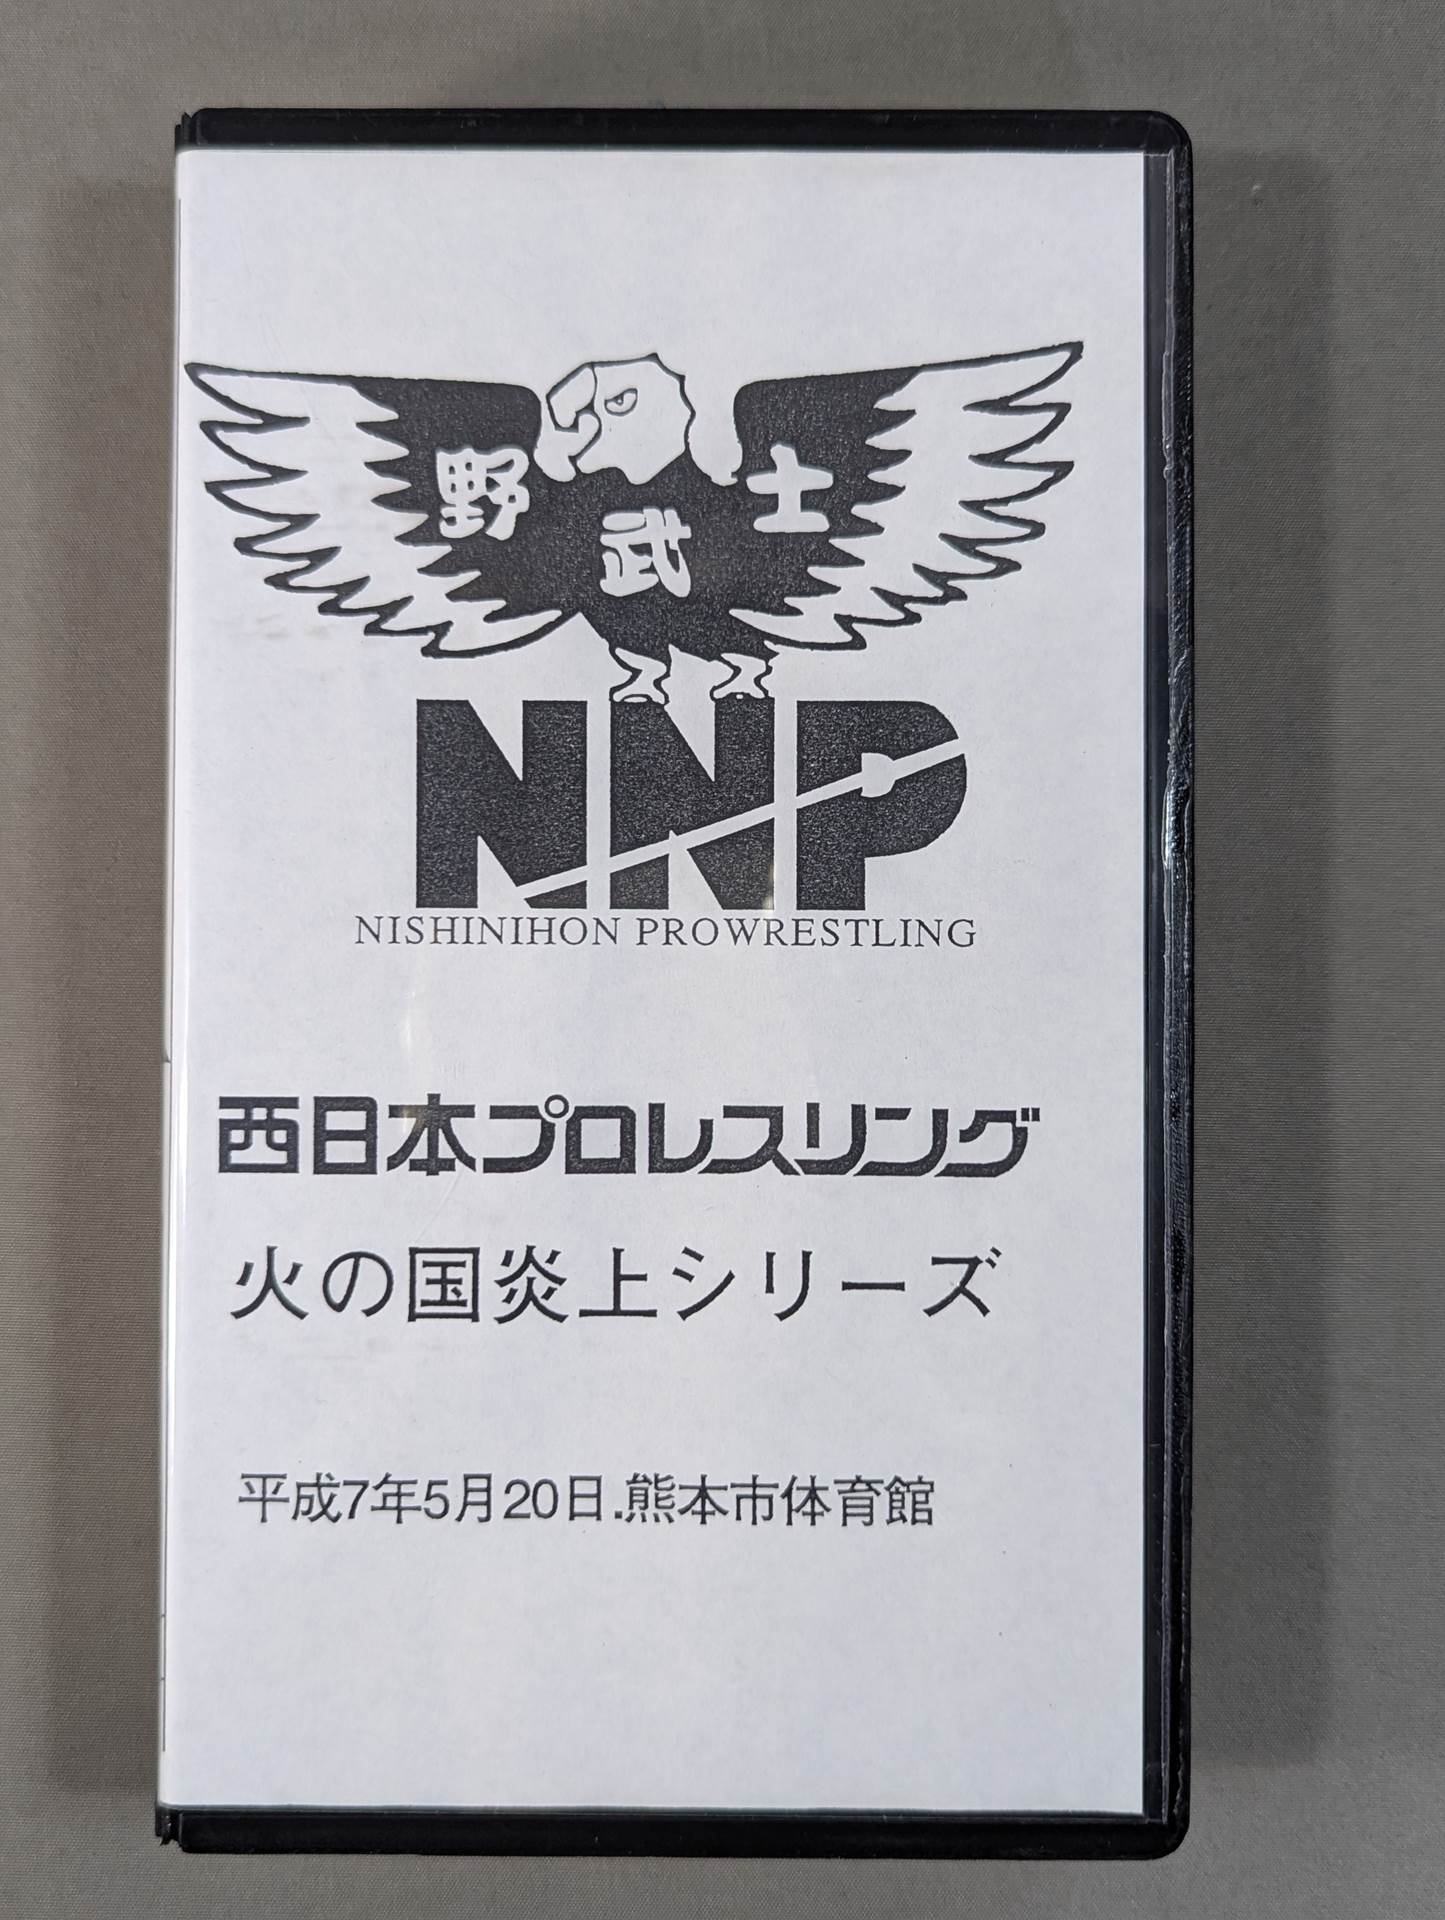 野武士
NNP
NISHINIHON PROWRESTLING
西日本プロレスリング
火の国炎上シリーズ
平成7年5月20日.熊本市体育館